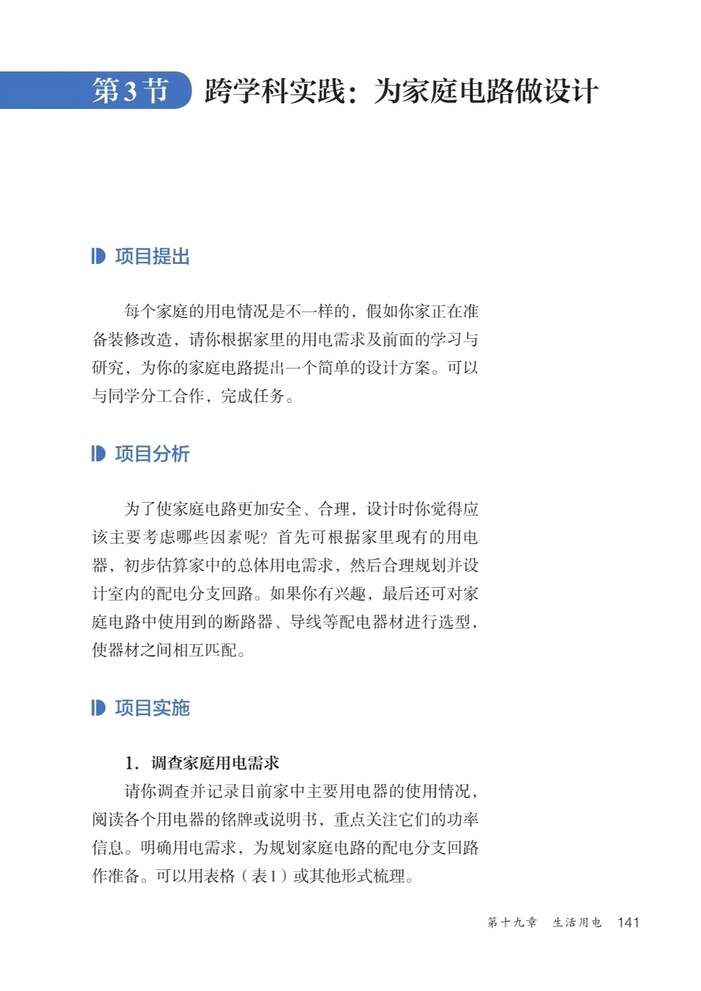 第3节 跨学科实践：为家庭电路做设计
项目提出
每个家庭的用电情况是不一样的，假如你家正在准
备装修改造，请你根据家里的用电需求及前面的学习与
研究，为你的家庭电路提出一个简单的设计方案。可以
与同学分工合作，完成任务。
项目分析
为了使家庭电路更加安全、合理，设计时你觉得应
该主要考虑哪些因素呢？首先可根据家里现有的用电
器，初步估算家中的总体用电需求，然后合理规划并设
计室内的配电分支回路。如果你有兴趣，最后还可对家
庭电路中使用到的断路器、导线等配电器材进行选型，
使器材之间相互匹配。
项目实施
1．调查家庭用电需求
请你调查并记录目前家中主要用电器的使用情况，
阅读各个用电器的铭牌或说明书，重点关注它们的功率
信息。明确用电需求，为规划家庭电路的配电分支回路
作准备。可以用表格（表1）或其他形式梳理。
第十九章 生活用电 141